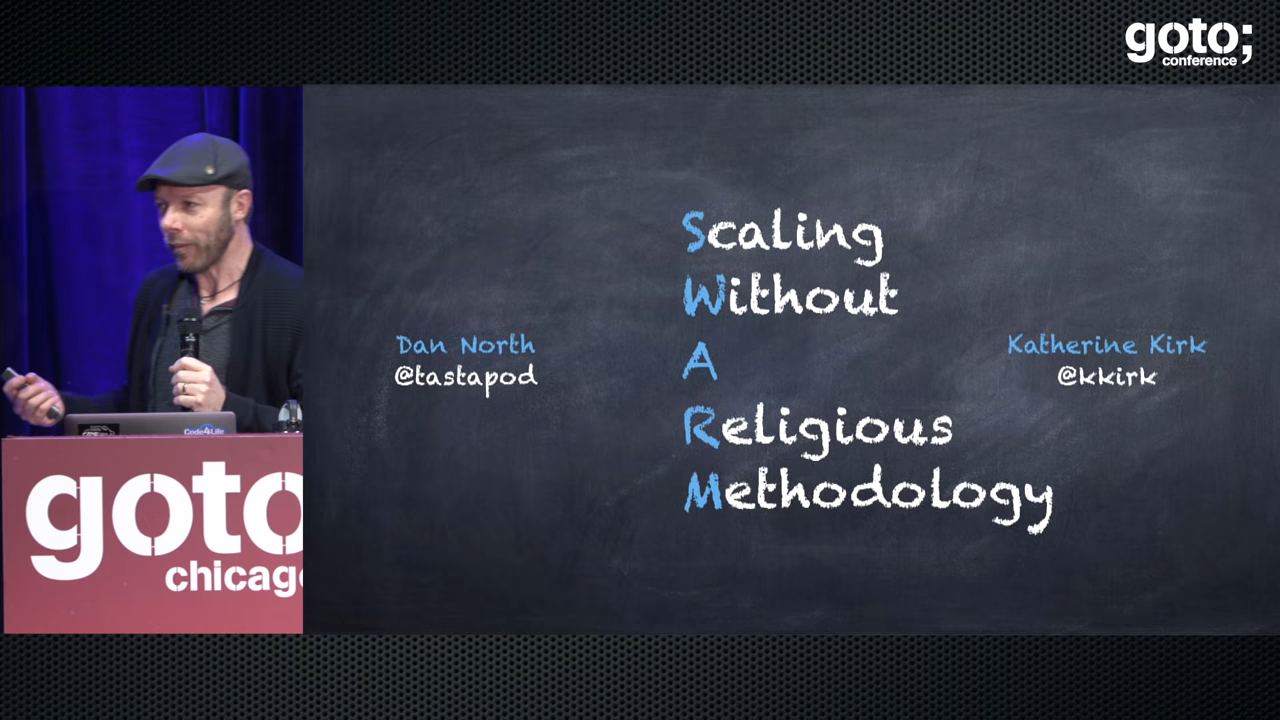 goto;
conference
Scaling
Without
A
Religious
Methodology
Dan North
@tastapod
Katherine Kirk
@kkirk
Code4Life
goto
chicago